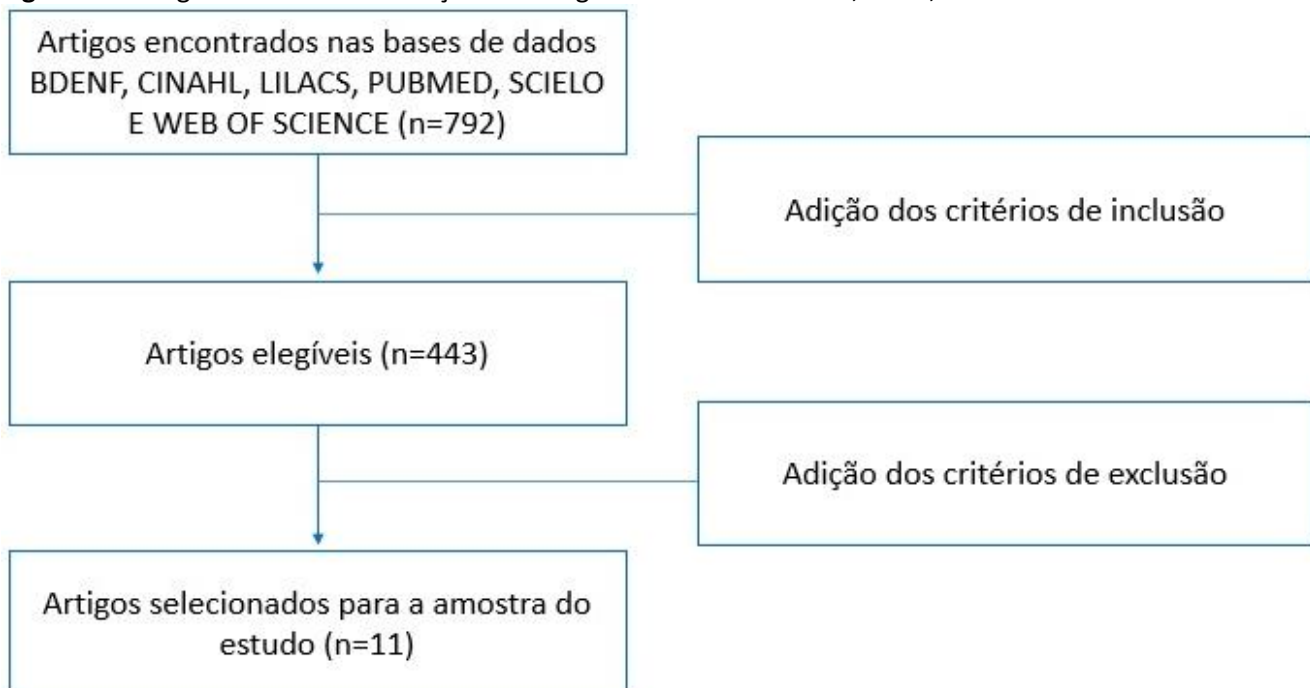 Artigos encontrados nas bases de dados
BDENF, CINAHL, LILACS, PUBMED, SCIELO
E WEB OF SCIENCE (n=792)
Adição dos critérios de inclusão
Artigos elegíveis (n=443)
Adição dos critérios de exclusão
Artigos selecionados para a amostra do
estudo (n=11)